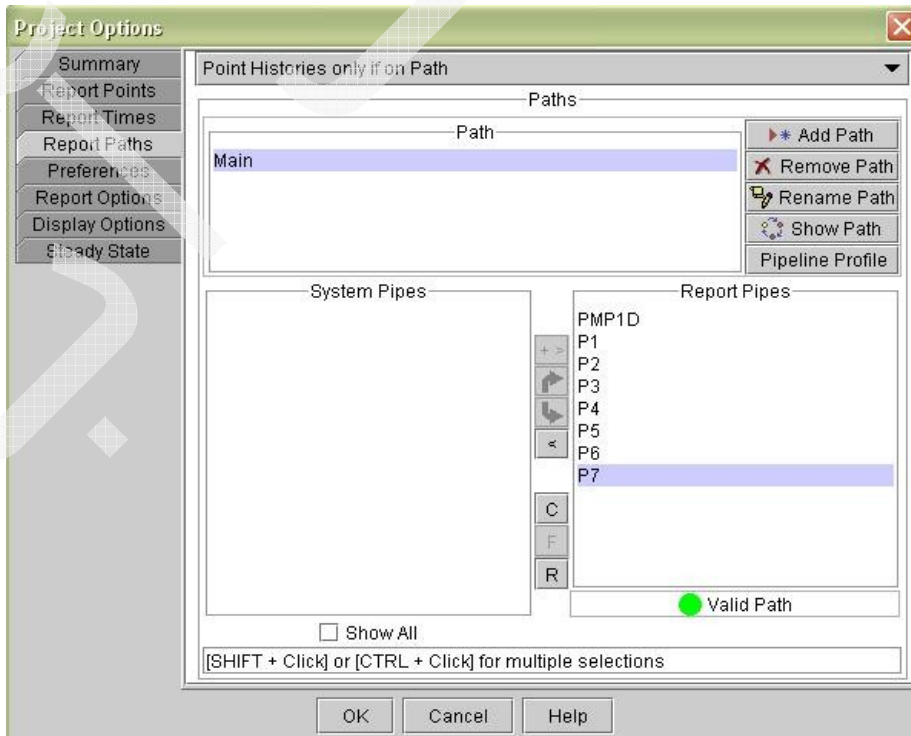 Project Options
Summary
Report Points
Report Times
Report Paths
Preferences
Report Options
Display Options
Steady State
Point Histories only if on Path
Paths
Path
Main
Add Path
Remove Path
Rename Path
Show Path
Pipeline Profile
System Pipes
Report Pipes
+ >
<
C
F
R
PMP1D
P1
P2
P3
P4
P5
P6
P7
Valid Path
Show All
[SHIFT + Click] or [CTRL + Click] for multiple selections
OK
Cancel
Help